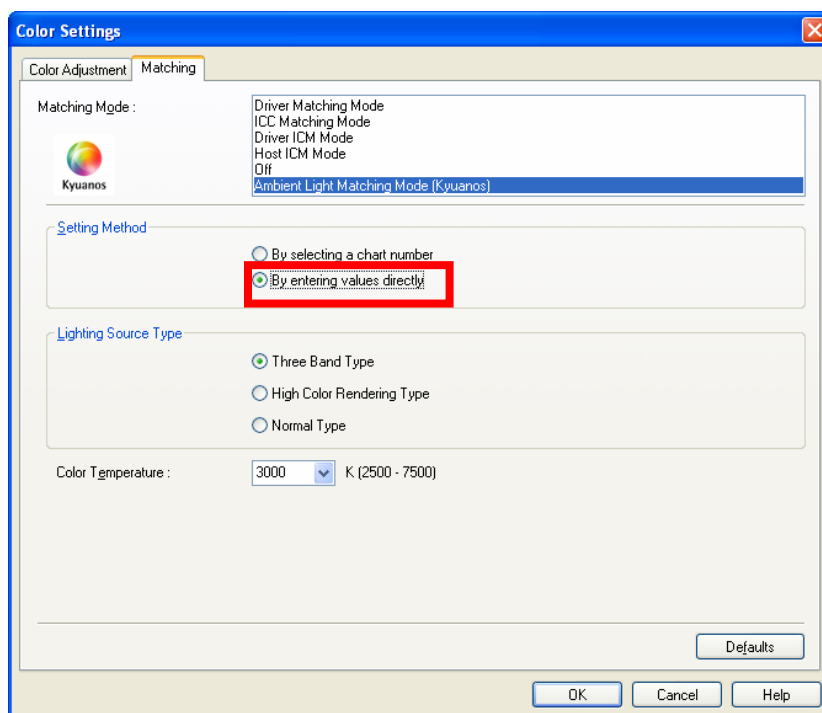 Color Settings
Color Adjustment Matching
Matching Mode :
Driver Matching Mode
ICC Matching Mode
Driver ICM Mode
Host ICM Mode
Off
Ambient Light Matching Mode (Kyuanos)
Kyuanos
Setting Method
By selecting a chart number
By entering values directly
Lighting Source Type
Three Band Type
High Color Rendering Type
Normal Type
Color Temperature : 3000 K (2500 - 7500)
Defaults
OK Cancel Help